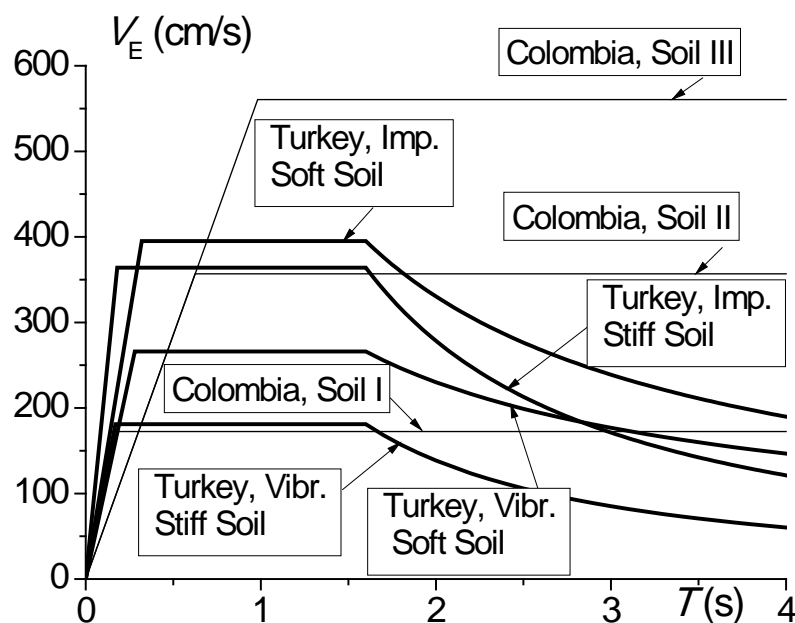 V_E (cm/s)
600
500
400
300
200
100
0
Colombia, Soil III
Turkey, Imp.
Soft Soil
Colombia, Soil II
Turkey, Imp.
Stiff Soil
Colombia, Soil I
Turkey, Vibr.
Stiff Soil
Turkey, Vibr.
Soft Soil
0 1 2 3 4
T (s)